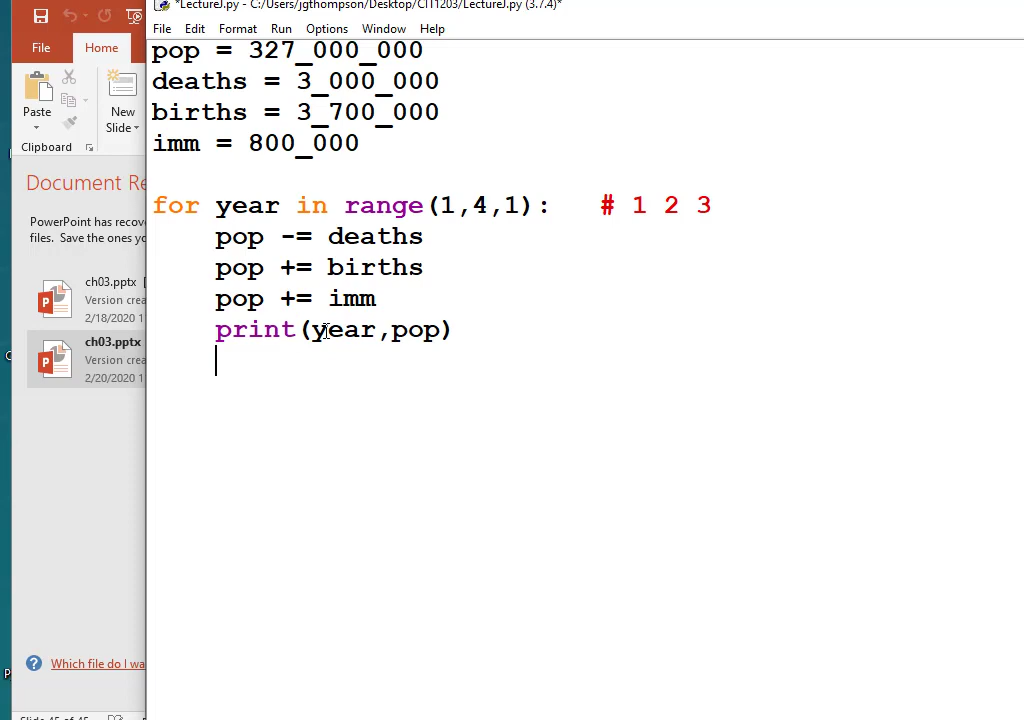 *LectureJ.py - C:/Users/jgthompson/Desktop/CIT1203/LectureJ.py (3.7.4)*
File Edit Format Run Options Window Help
File Home
Paste
New
Slide
Clipboard
Document Re
PowerPoint has recov
files. Save the ones yo
ch03.pptx [
Version crea
2/18/2020 1
ch03.pptx
Version crea
2/20/2020 1
Which file do I wa
Slide 45 of 45
pop = 327_000_000
deaths = 3_000_000
births = 3_700_000
imm = 800_000
for year in range(1,4,1): # 1 2 3
pop -= deaths
pop += births
pop += imm
print(year,pop)